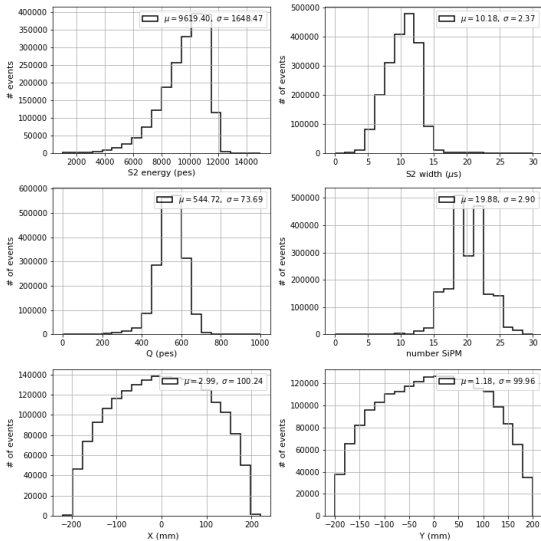 μ = 9619.40, σ = 1648.47
400000
350000
300000
250000
200000
150000
100000
50000
0
# events
2000 4000 6000 8000 10000 12000 14000
S2 energy (pes)
μ = 10.18, σ = 2.37
500000
400000
300000
200000
100000
0
# of events
0 5 10 15 20 25 30
S2 width (μs)
μ = 544.72, σ = 73.69
600000
500000
400000
300000
200000
100000
0
# of events
0 200 400 600 800 1000
Q (pes)
μ = 19.88, σ = 2.90
500000
400000
300000
200000
100000
0
# of events
0 5 10 15 20 25 30
number SiPM
μ = 2.99, σ = 100.24
140000
120000
100000
80000
60000
40000
20000
0
# of events
−200 −100 0 100 200
X (mm)
μ = 1.18, σ = 99.96
120000
100000
80000
60000
40000
20000
0
# of events
−200 −150 −100 −50 0 50 100 150 200
Y (mm)